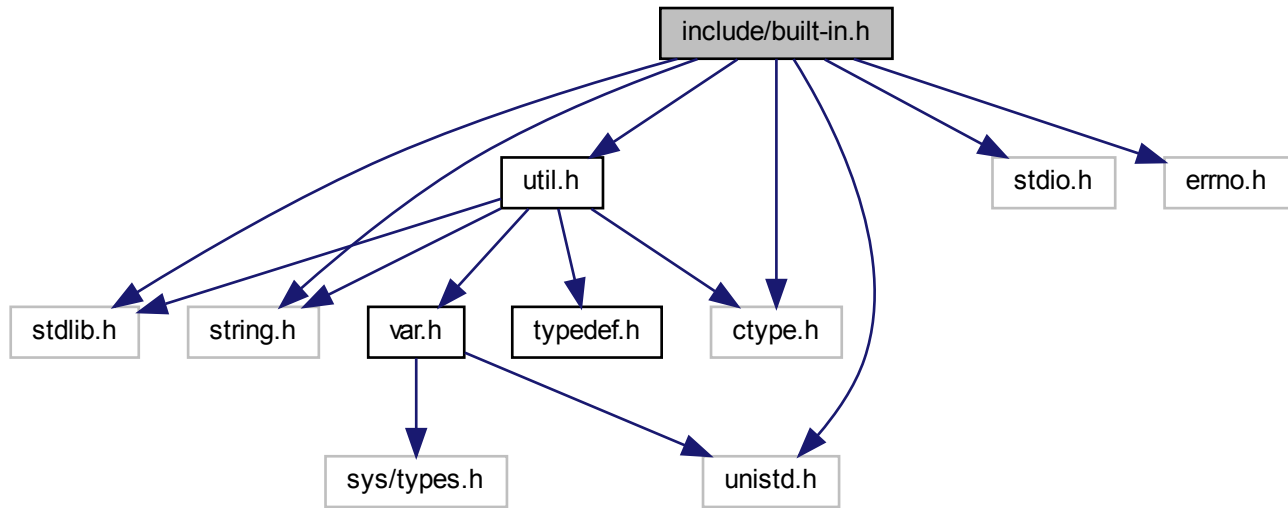 include/built-in.h
util.h
stdio.h
errno.h
stdlib.h
string.h
var.h
typedef.h
ctype.h
sys/types.h
unistd.h